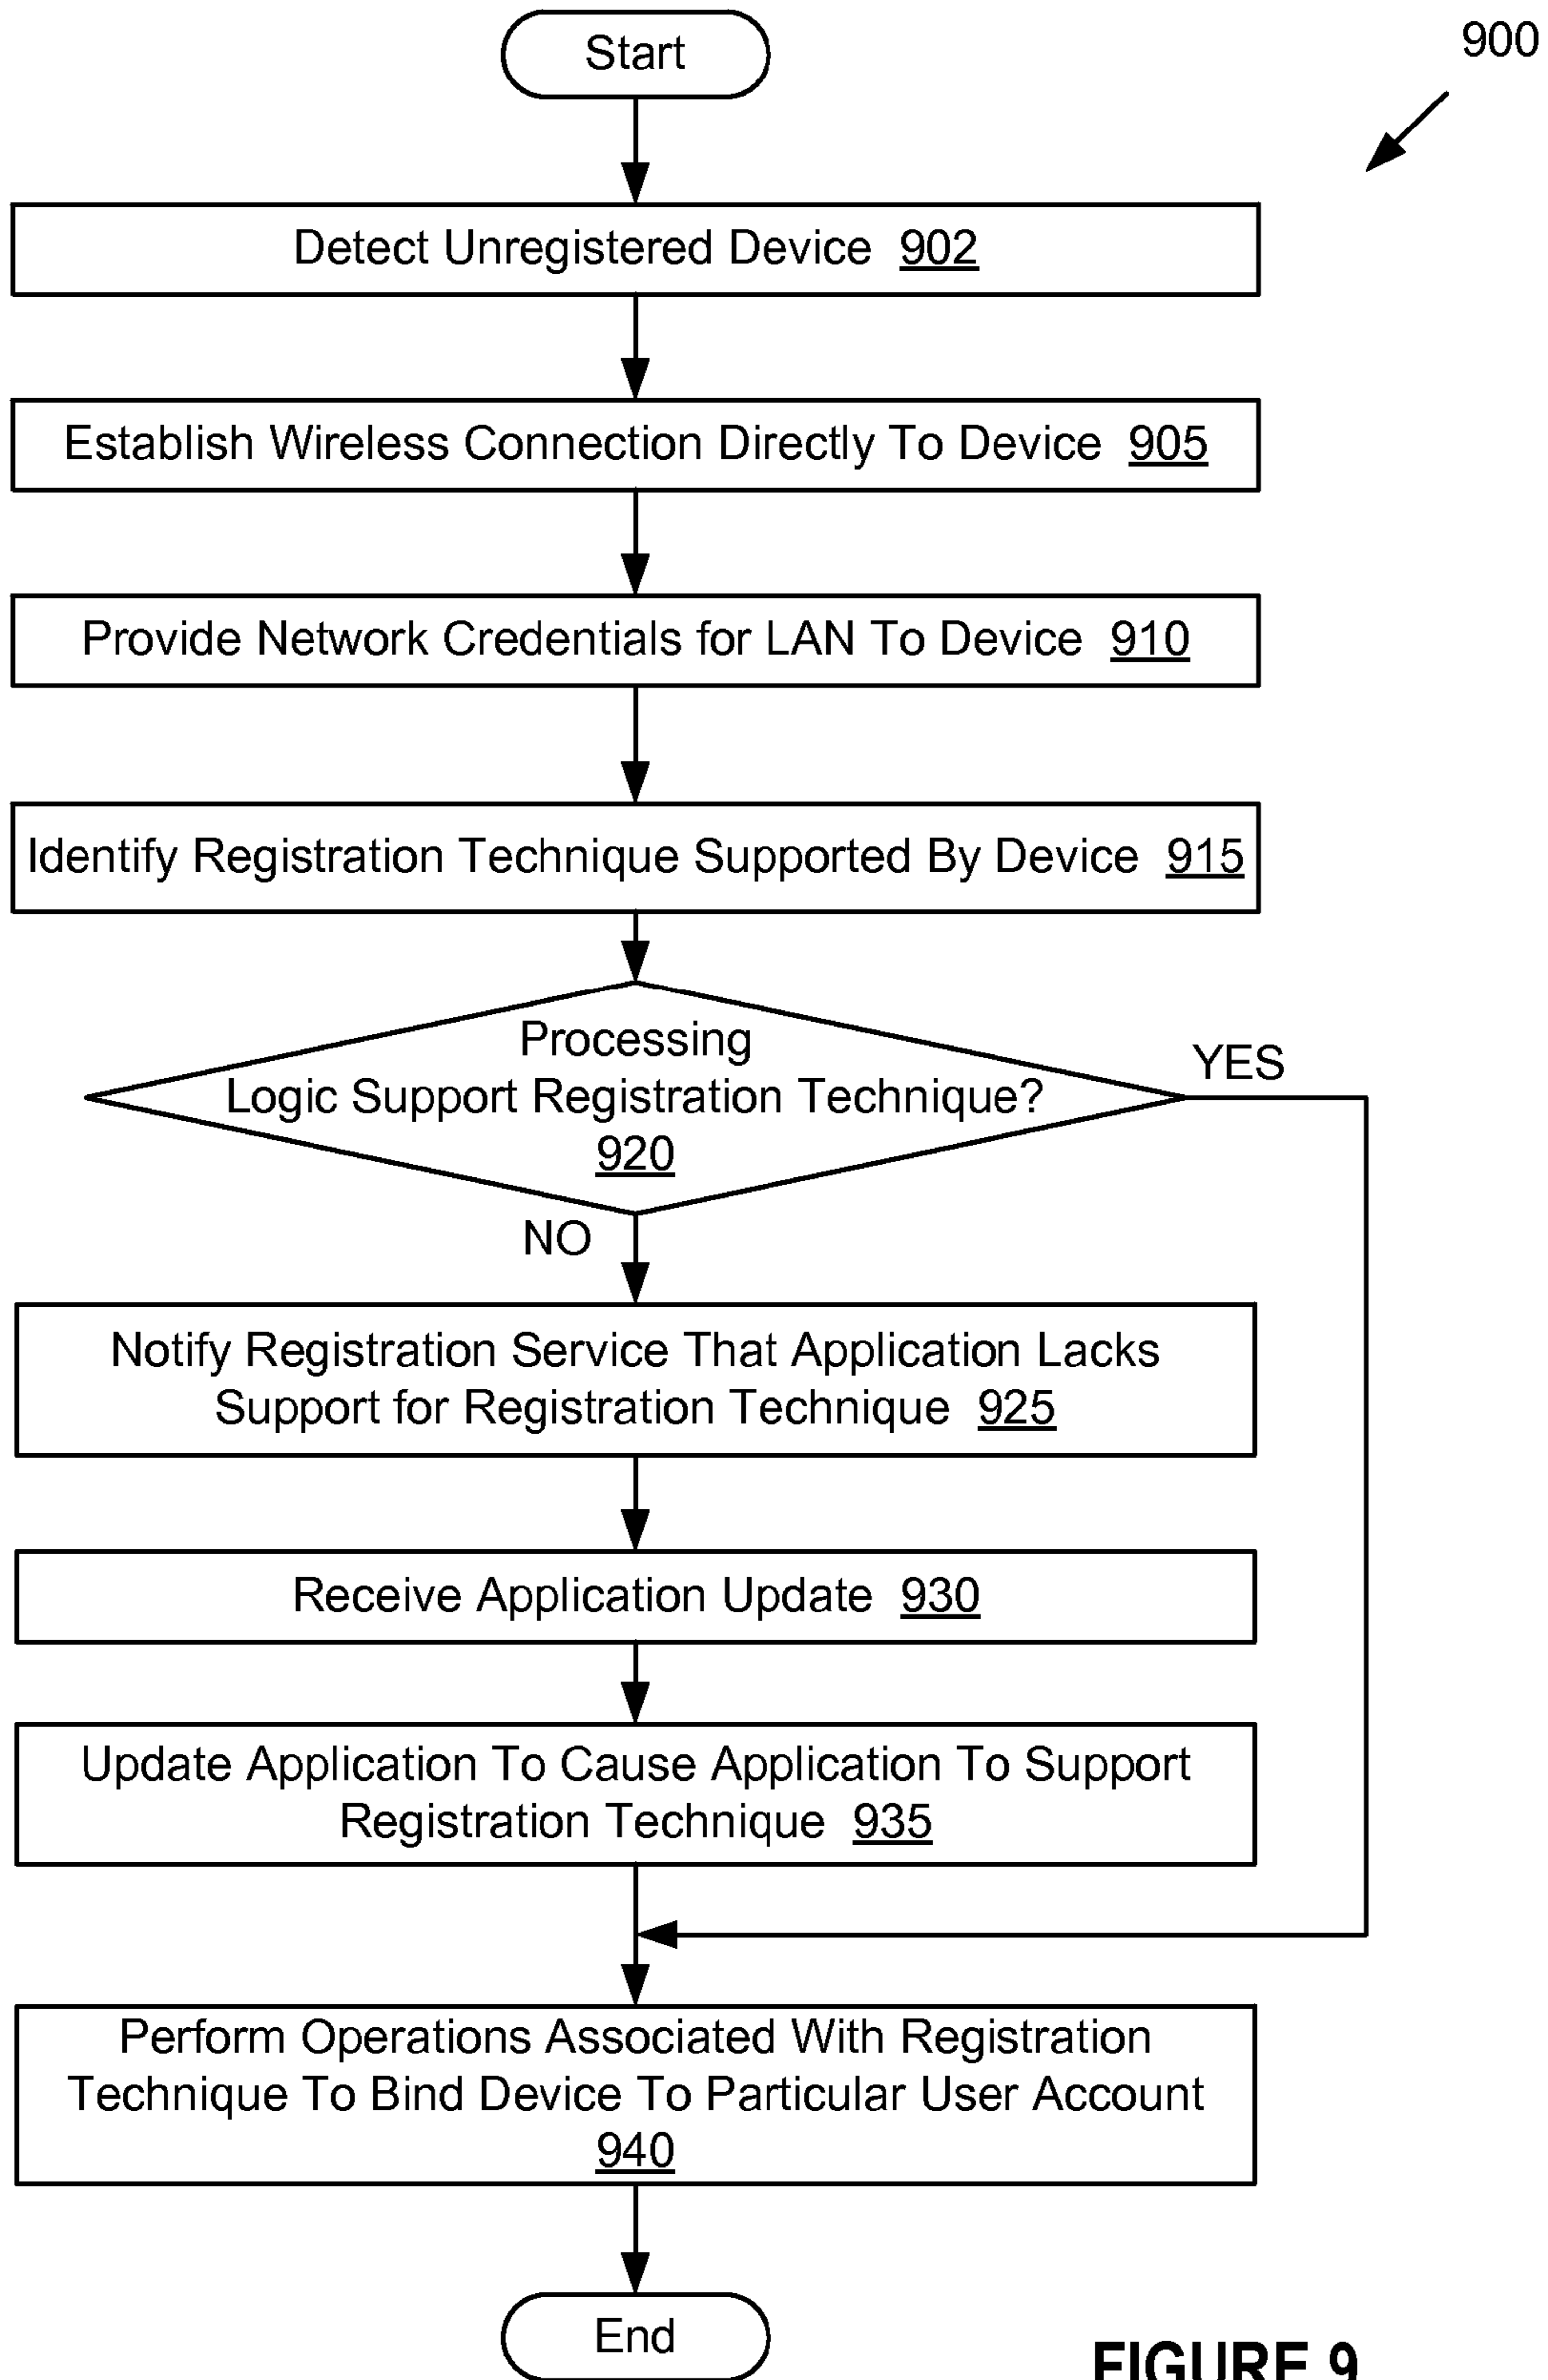 Start
900
Detect Unregistered Device 902
Establish Wireless Connection Directly To Device 905
Provide Network Credentials for LAN To Device 910
Identify Registration Technique Supported By Device 915
Processing
Logic Support Registration Technique?
920
YES
NO
Notify Registration Service That Application Lacks
Support for Registration Technique 925
Receive Application Update 930
Update Application To Cause Application To Support
Registration Technique 935
Perform Operations Associated With Registration
Technique To Bind Device To Particular User Account
940
End
FIGURE 9